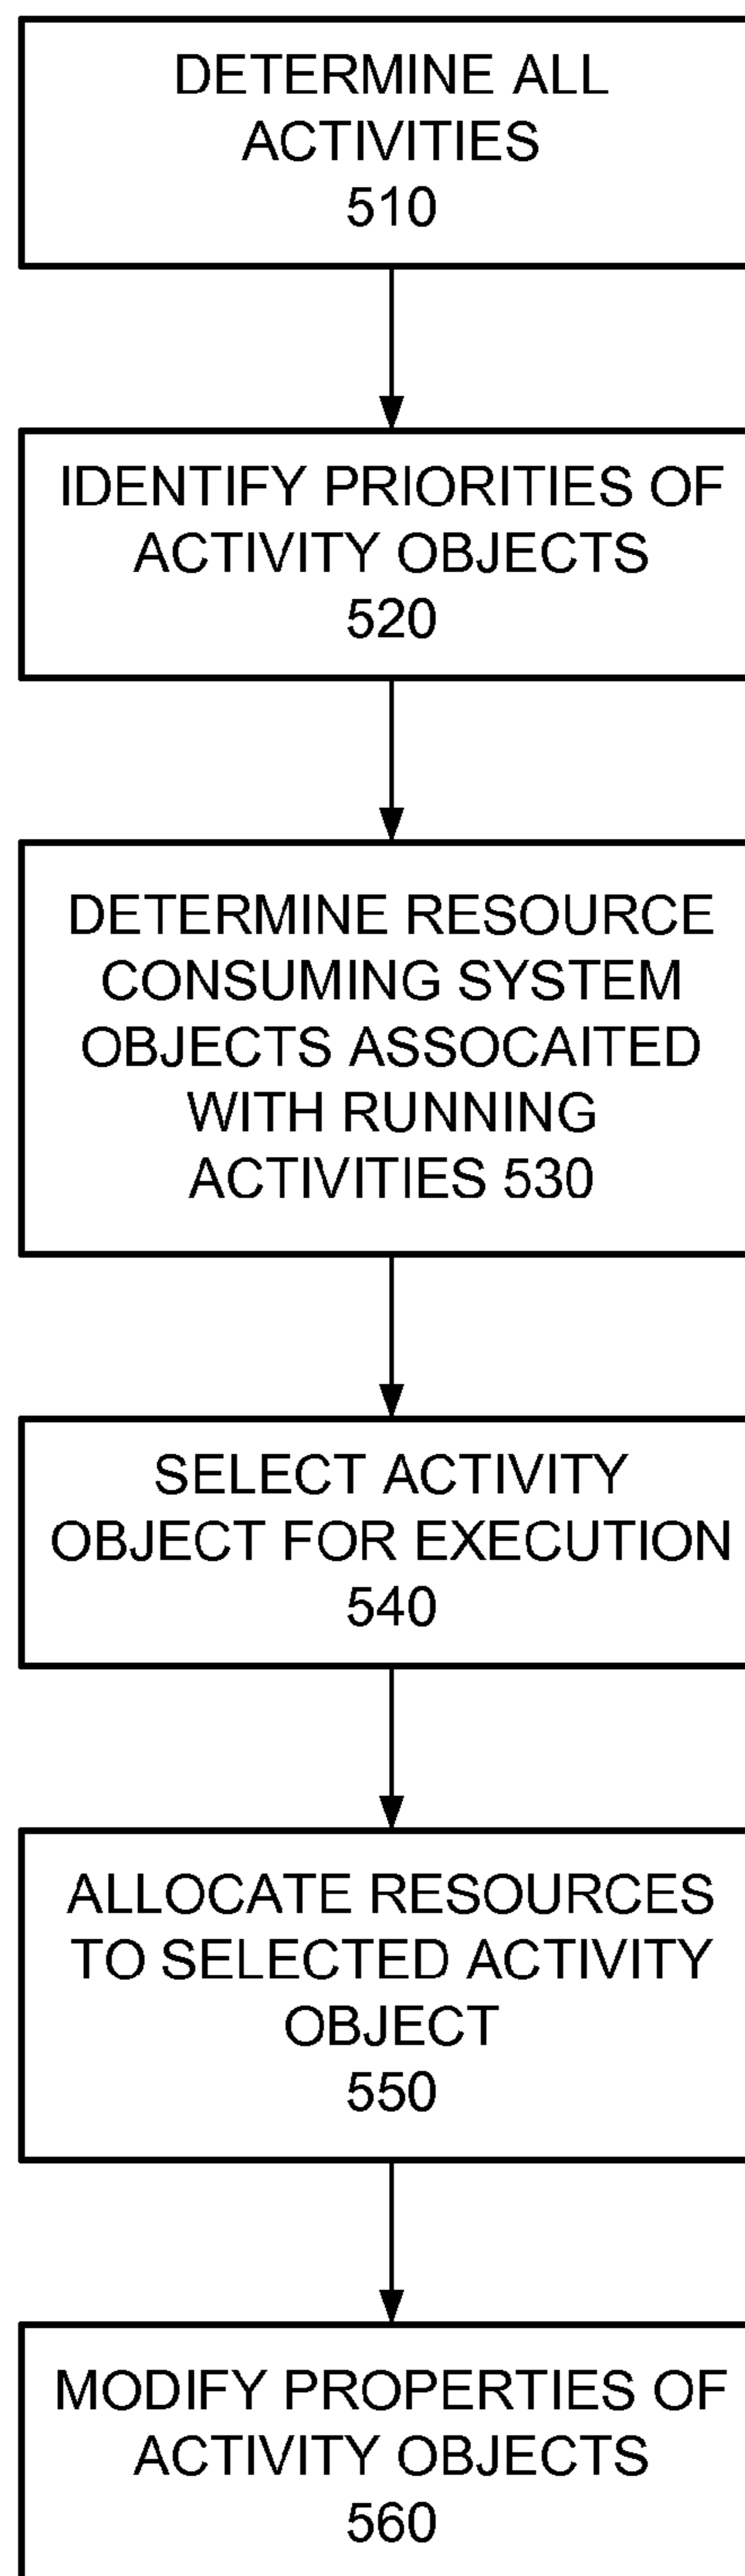 DETERMINE ALL
ACTIVITIES
510
IDENTIFY PRIORITIES OF
ACTIVITY OBJECTS
520
DETERMINE RESOURCE
CONSUMING SYSTEM
OBJECTS ASSOCAITED
WITH RUNNING
ACTIVITIES 530
SELECT ACTIVITY
OBJECT FOR EXECUTION
540
ALLOCATE RESOURCES
TO SELECTED ACTIVITY
OBJECT
550
MODIFY PROPERTIES OF
ACTIVITY OBJECTS
560